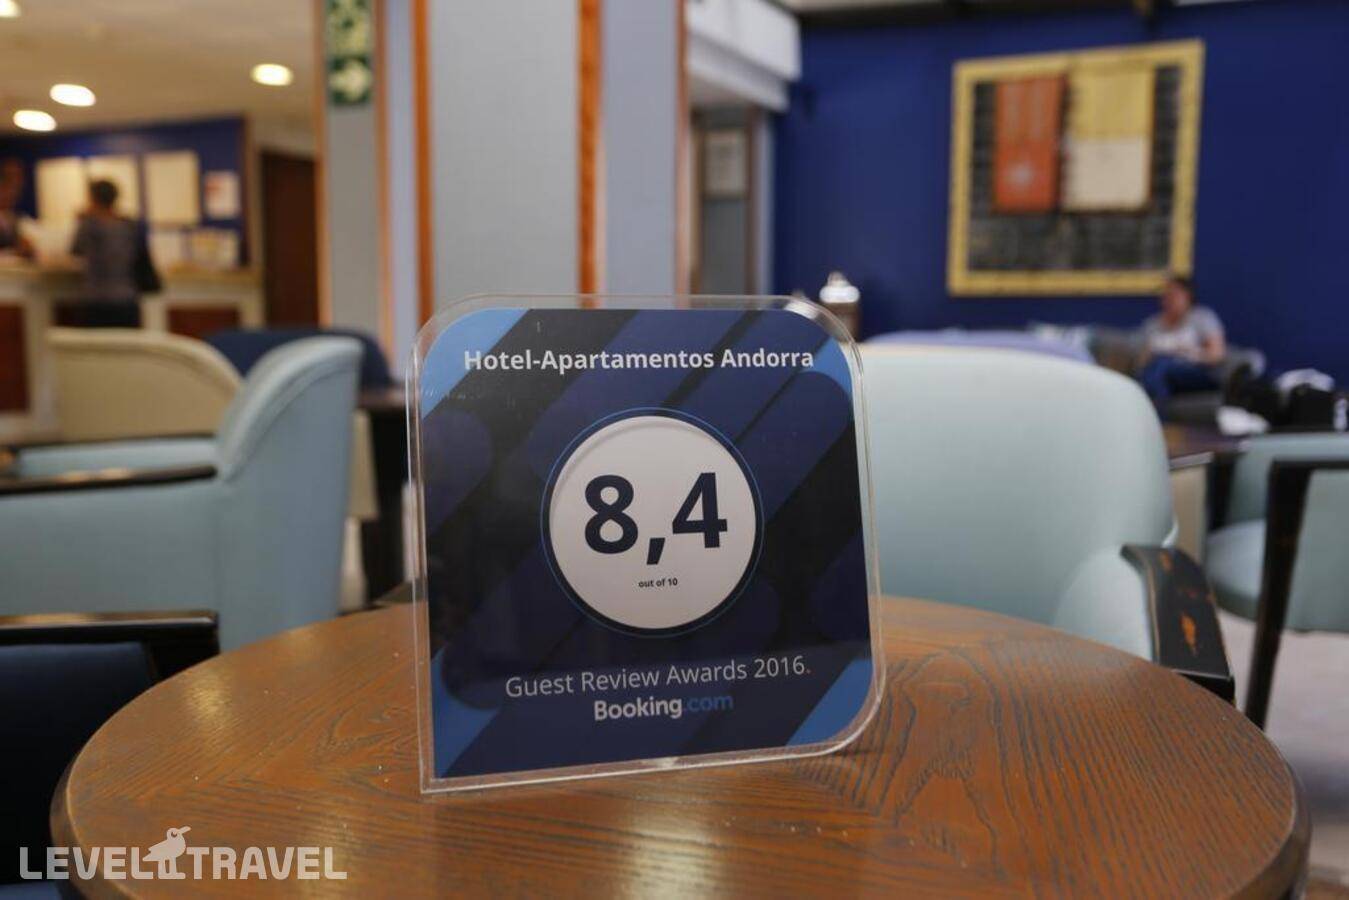 Hotel-Apartamentos Andorra
8,4
out of 10
Guest Review Awards 2016.
Booking.com
LEVEL.TRAVEL